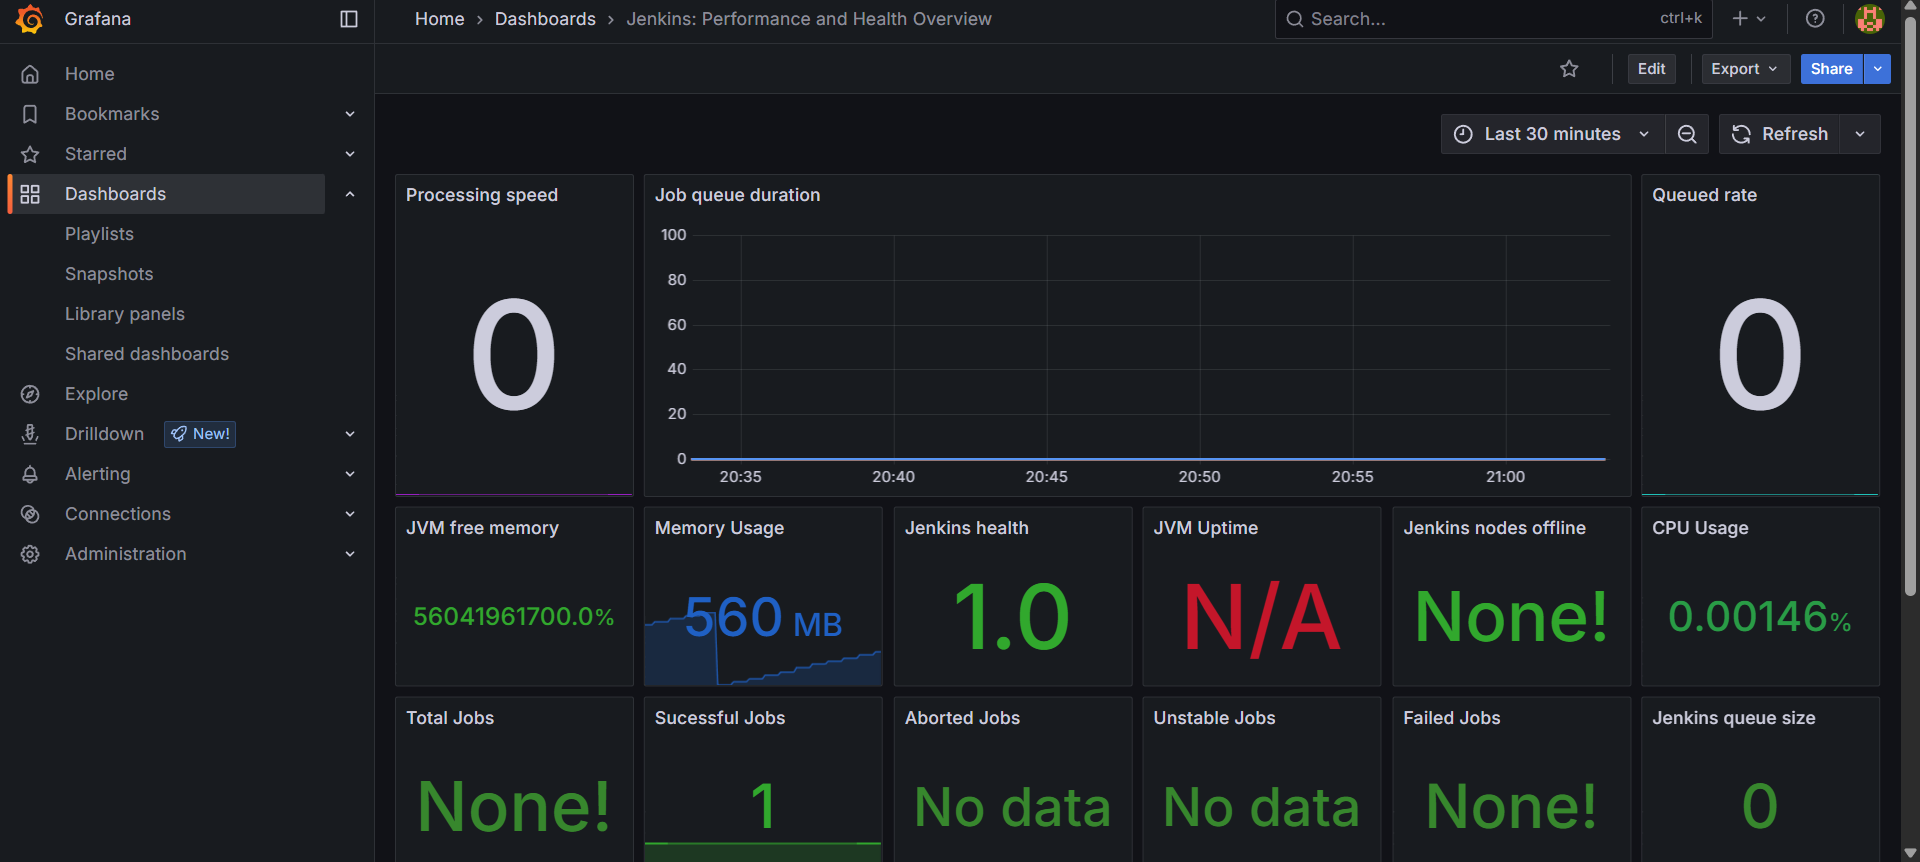 Grafana
Home › Dashboards › Jenkins: Performance and Health Overview
Search...
ctrl+k
Home
Bookmarks
Starred
Dashboards
Playlists
Snapshots
Library panels
Shared dashboards
Explore
Drilldown New!
Alerting
Connections
Administration
Edit
Export
Share
Last 30 minutes
Refresh
Processing speed
0
Job queue duration
100
80
60
40
20
0
20:35 20:40 20:45 20:50 20:55 21:00
Queued rate
0
JVM free memory
56041961700.0%
Memory Usage
560 MB
Jenkins health
1.0
JVM Uptime
N/A
Jenkins nodes offline
None!
CPU Usage
0.00146%
Total Jobs
None!
Sucessful Jobs
1
Aborted Jobs
No data
Unstable Jobs
No data
Failed Jobs
None!
Jenkins queue size
0